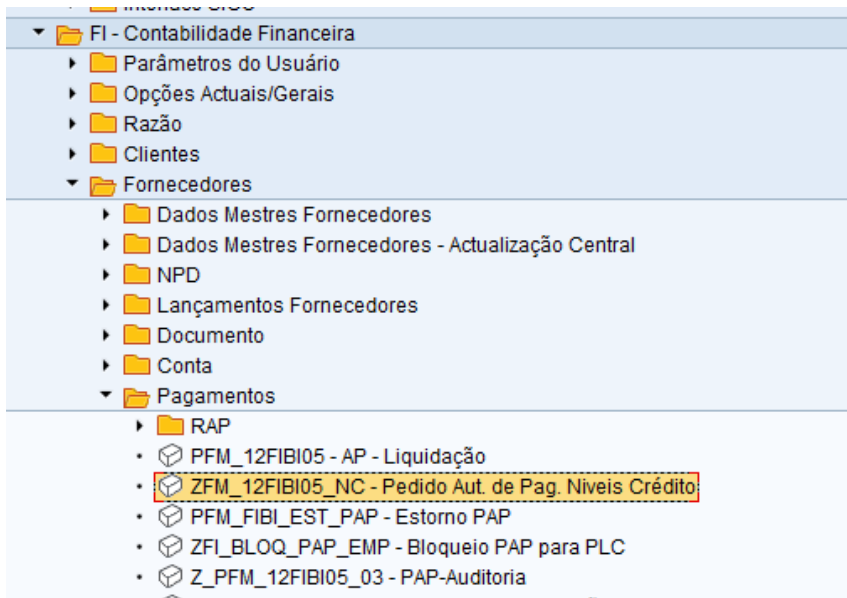 FI - Contabilidade Financeira
Parâmetros do Usuário
Opções Actuais/Gerais
Razão
Clientes
Fornecedores
Dados Mestres Fornecedores
Dados Mestres Fornecedores - Actualização Central
NPD
Lançamentos Fornecedores
Documento
Conta
Pagamentos
RAP
PFM_12FIBI05 - AP - Liquidação
ZFM_12FIBI05_NC - Pedido Aut. de Pag. Niveis Crédito
PFM_FIBI_EST_PAP - Estorno PAP
ZFI_BLOQ_PAP_EMP - Bloqueio PAP para PLC
Z_PFM_12FIBI05_03 - PAP-Auditoria